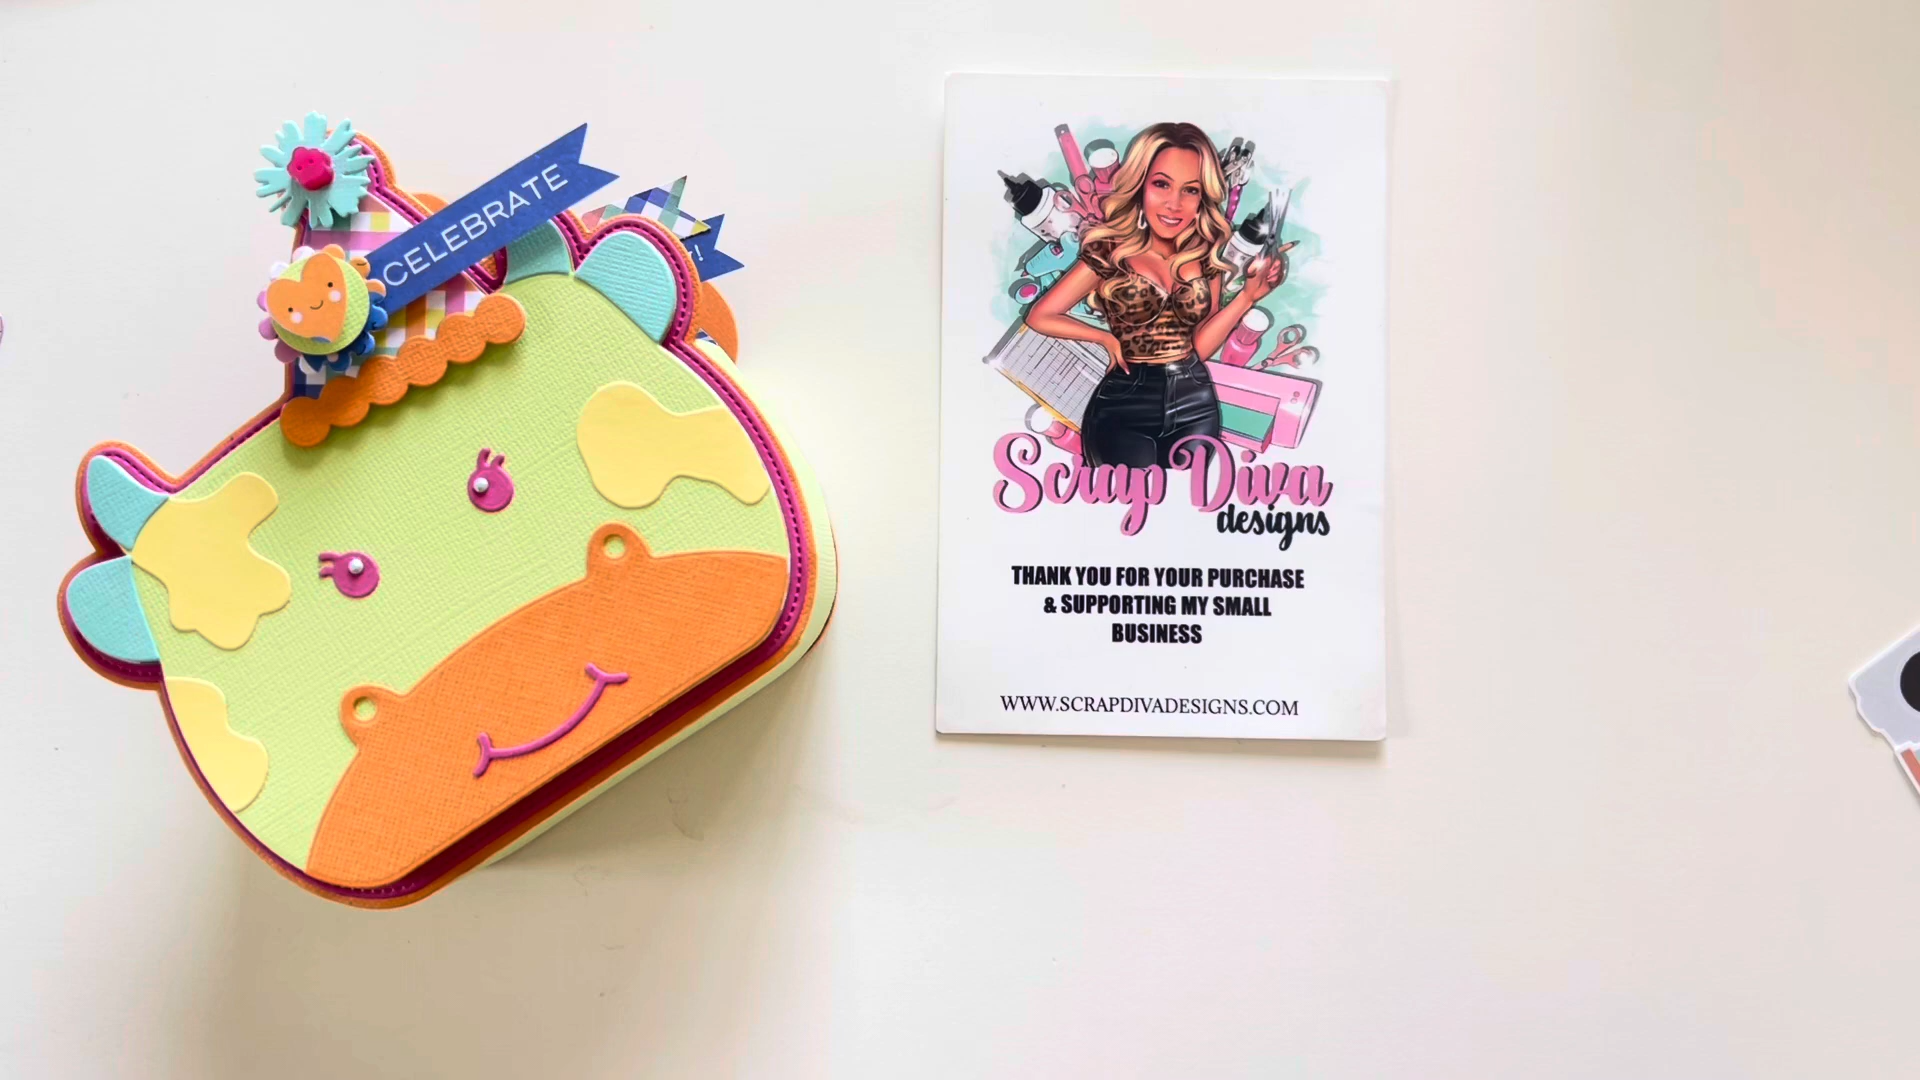 CELEBRATE
Scrap Diva
designs
THANK YOU FOR YOUR PURCHASE
& SUPPORTING MY SMALL
BUSINESS
WWW.SCRAPDIVADESIGNS.COM